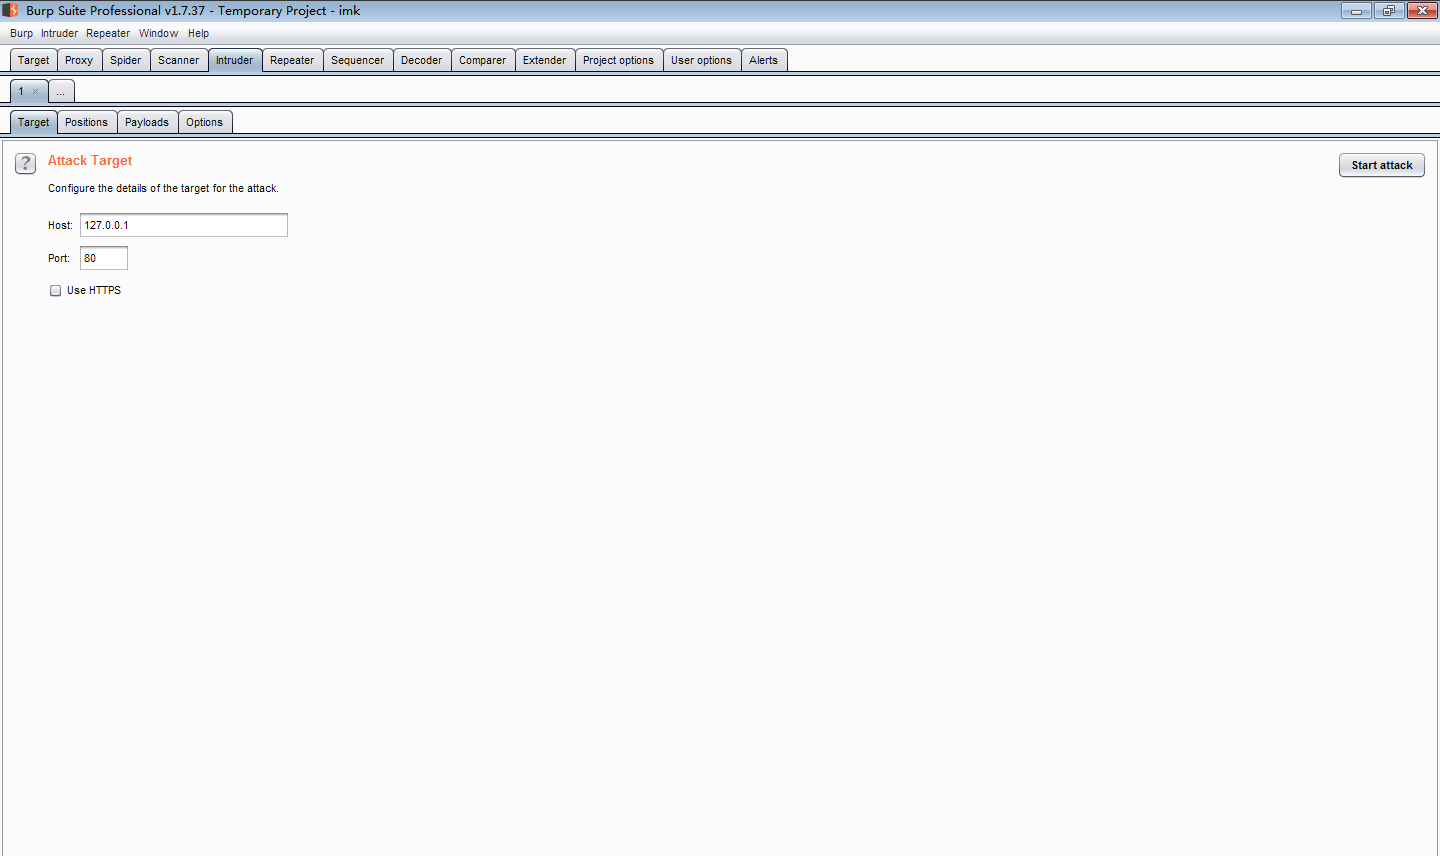 Burp Suite Professional v1.7.37 - Temporary Project - imk
Burp Intruder Repeater Window Help
Target Proxy Spider Scanner Intruder Repeater Sequencer Decoder Comparer Extender Project options User options Alerts
1 × ...
Target Positions Payloads Options
? Attack Target Start attack
Configure the details of the target for the attack.
Host: 127.0.0.1
Port: 80
Use HTTPS